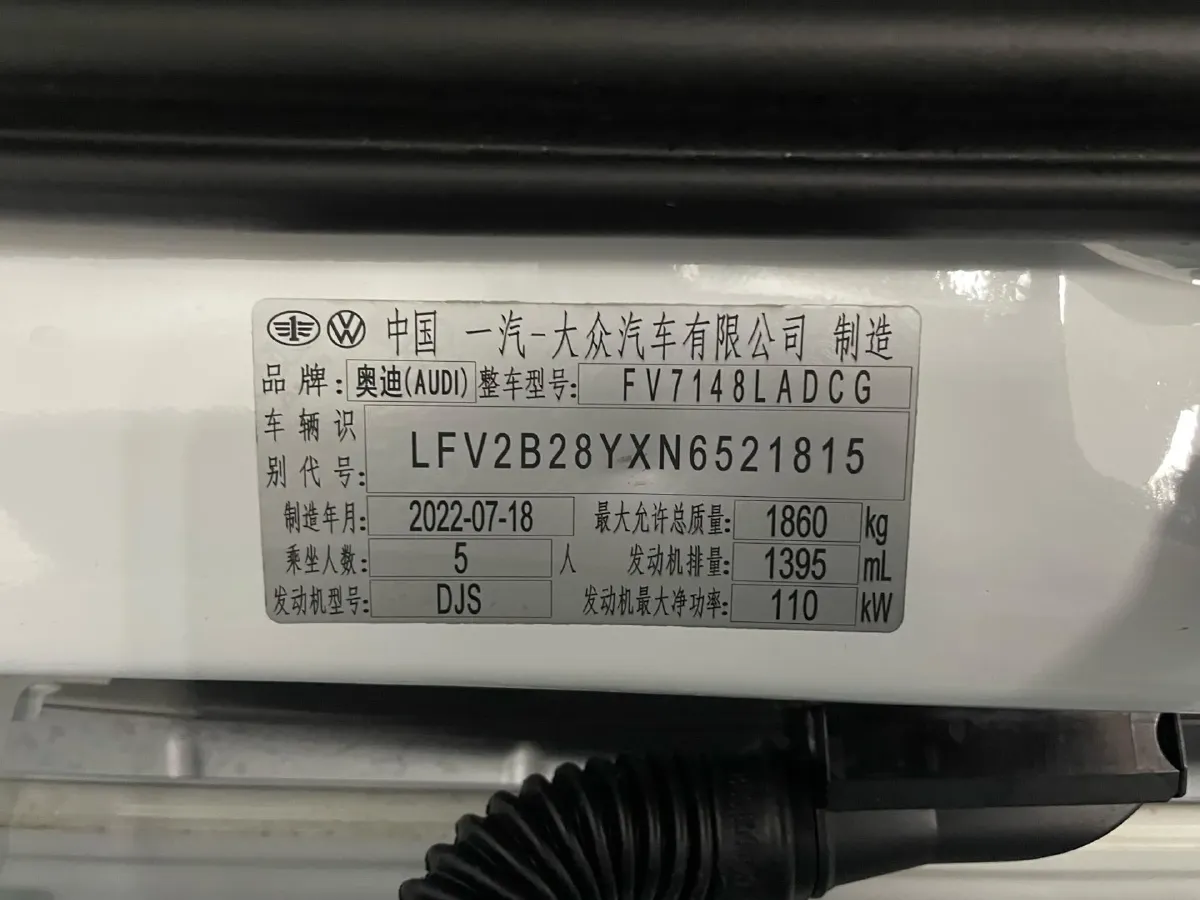 中国 一汽-大众汽车有限公司 制造
品牌: 奥迪(AUDI) 整车型号: FV7148LADCG
车辆识别代号: LFV2B28YXN6521815
制造年月: 2022-07-18 最大允许总质量: 1860 kg
乘坐人数: 5 人 发动机排量: 1395 mL
发动机型号: DJS 发动机最大净功率: 110 kW